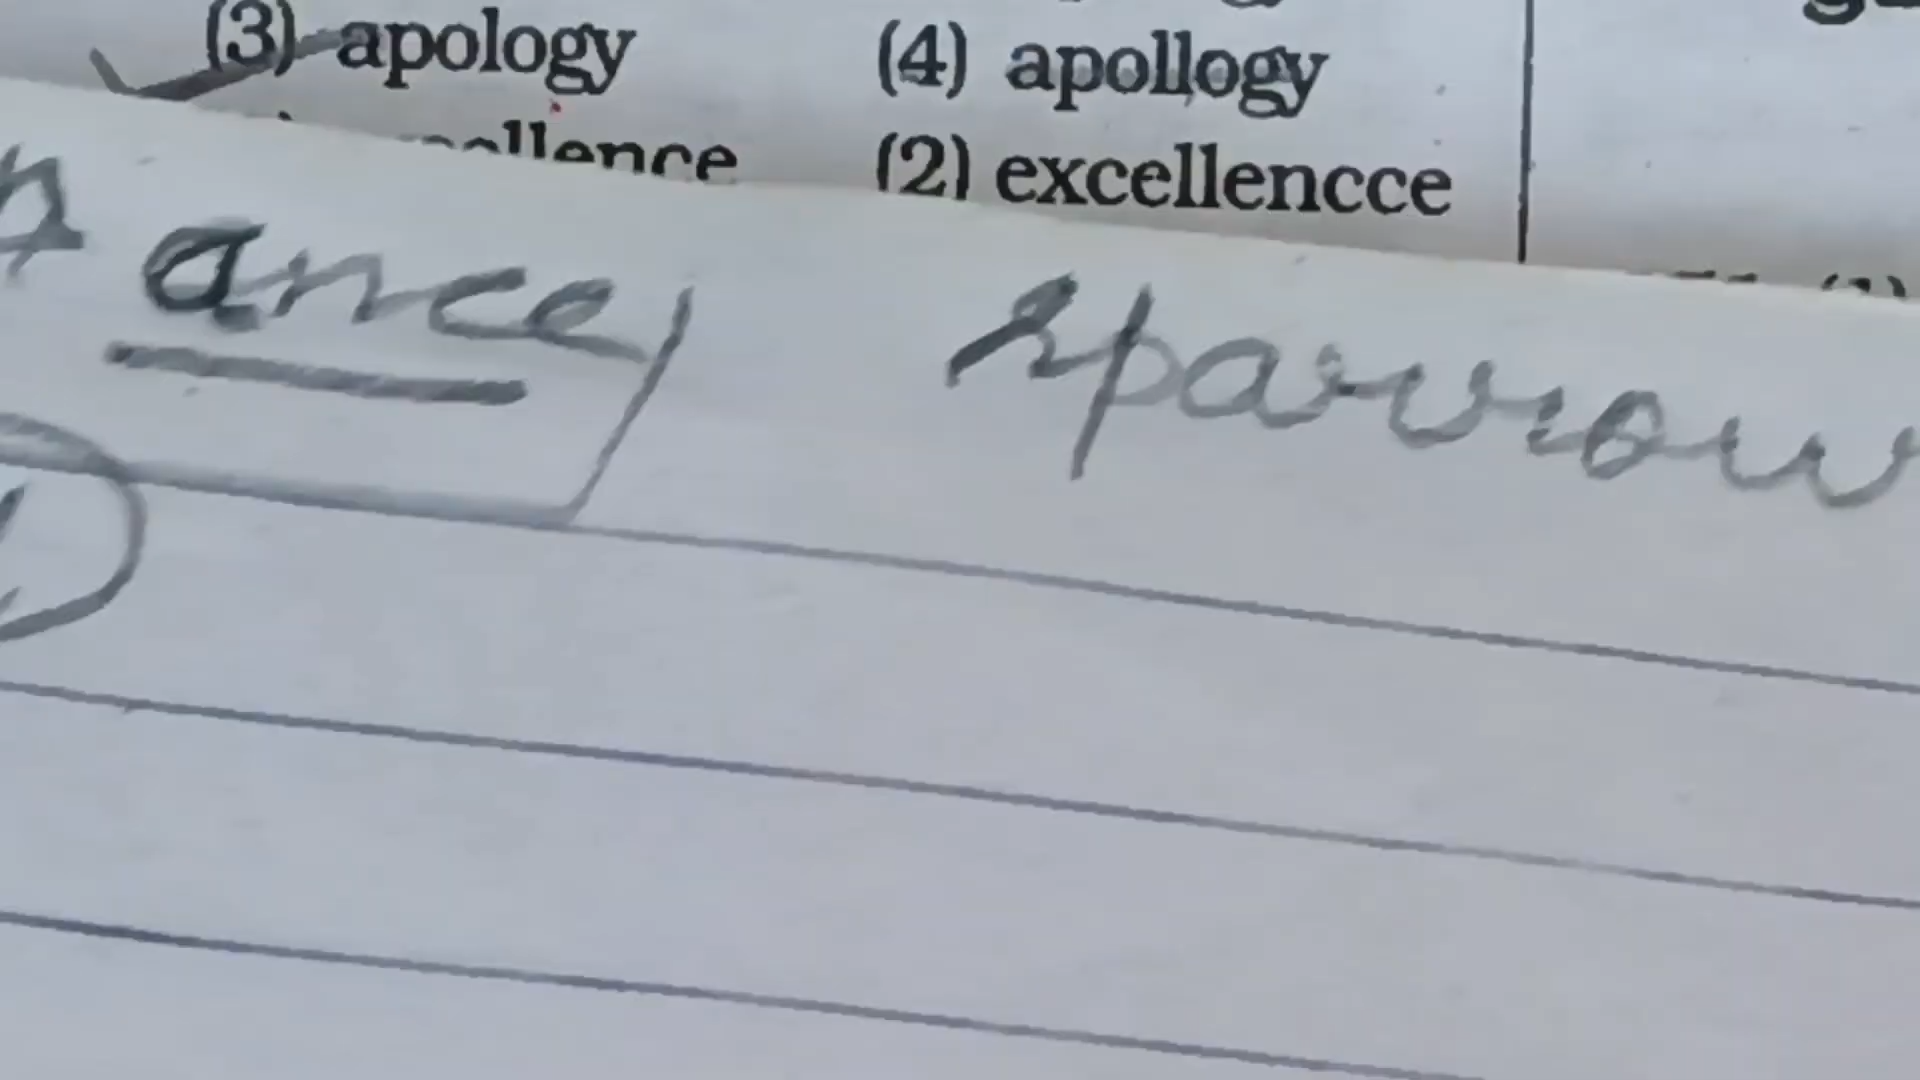 (3) apology (4) apollogy
(2) excellencce
ance sparrow